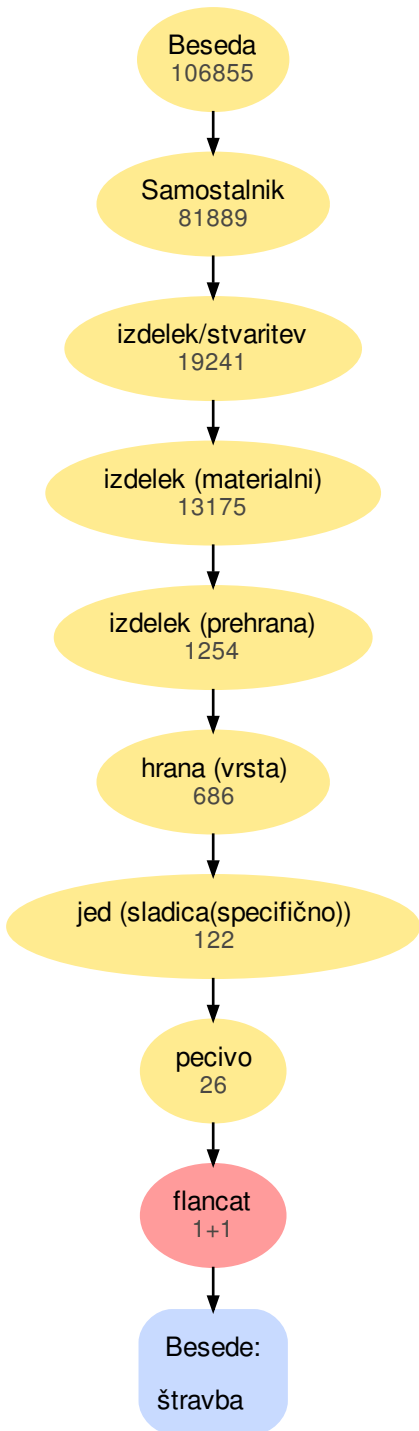 Beseda
106855
Samostalnik
81889
izdelek/stvaritev
19241
izdelek (materialni)
13175
izdelek (prehrana)
1254
hrana (vrsta)
686
jed (sladica(specifično))
122
pecivo
26
flancat
1+1
Besede:
štravba